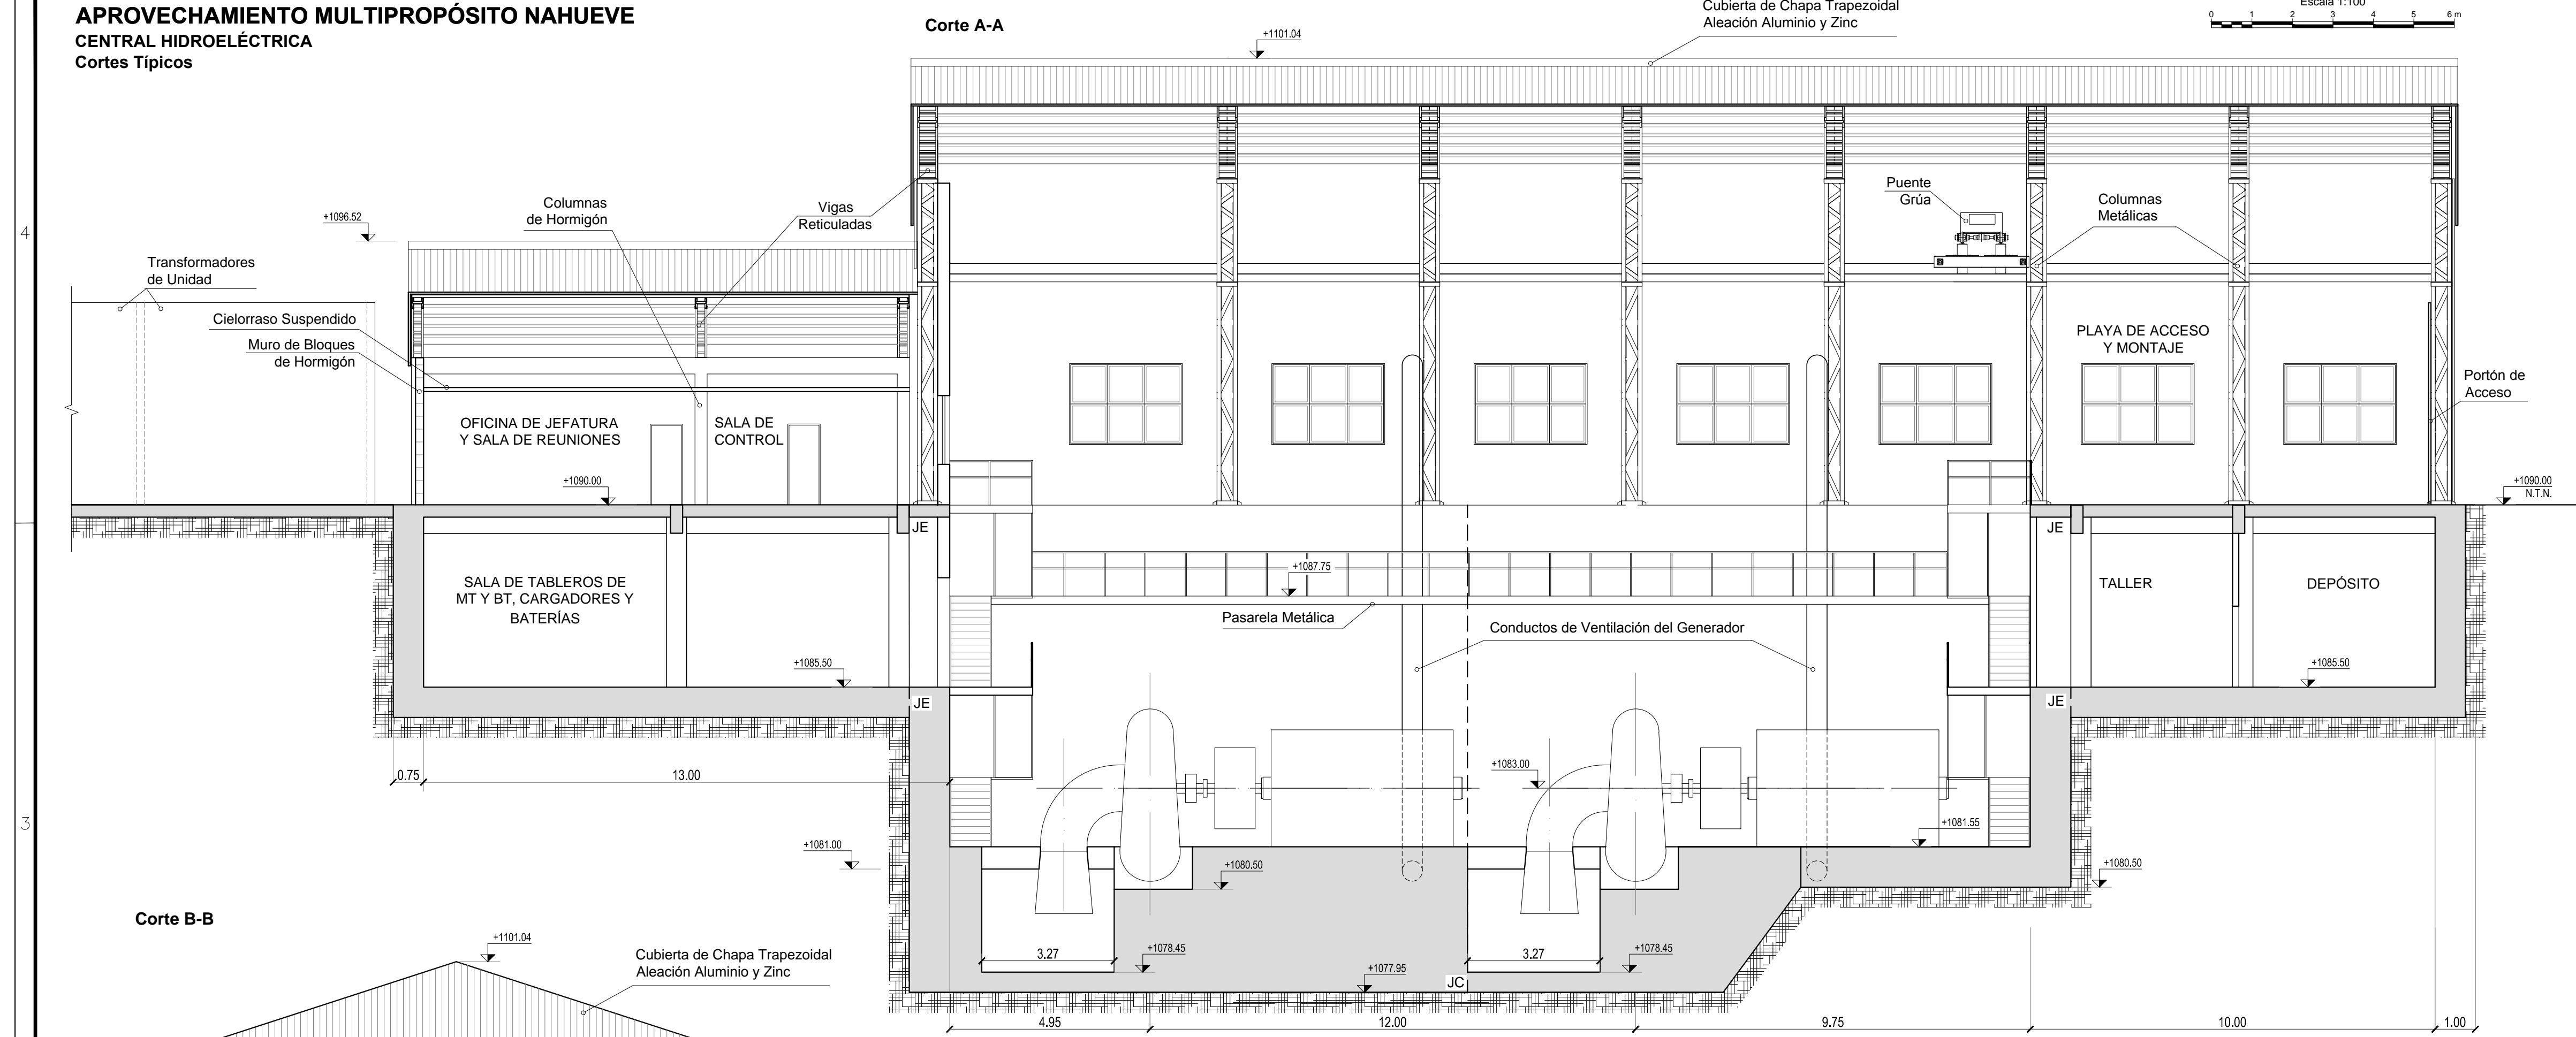 APROVECHAMIENTO MULTIPROPÓSITO NAHUEVE
CENTRAL HIDROELÉCTRICA
Cortes Típicos
Corte A-A
Cubierta de Chapa Trapezoidal
Aleación Aluminio y Zinc
Escala 1:100
0 1 2 3 4 5 6 m
+1101.04
4
+1096.52
Columnas
de Hormigón
Vigas
Reticuladas
Puente
Grúa
Columnas
Metálicas
Transformadores
de Unidad
Cielorraso Suspendido
Muro de Bloques
de Hormigón
PLAYA DE ACCESO
Y MONTAJE
Portón de
Acceso
OFICINA DE JEFATURA
Y SALA DE REUNIONES
SALA DE
CONTROL
+1090.00
+1090.00
N.T.N.
JE
JE
SALA DE TABLEROS DE
MT Y BT, CARGADORES Y
BATERÍAS
+1087.75
Pasarela Metálica
Conductos de Ventilación del Generador
TALLER
DEPÓSITO
+1085.50
+1085.50
JE
JE
0.75
13.00
+1083.00
3
+1081.00
+1081.55
+1080.50
+1080.50
3.27
+1078.45
3.27
+1078.45
+1077.95
JC
4.95
12.00
9.75
10.00
1.00
Corte B-B
+1101.04
Cubierta de Chapa Trapezoidal
Aleación Aluminio y Zinc